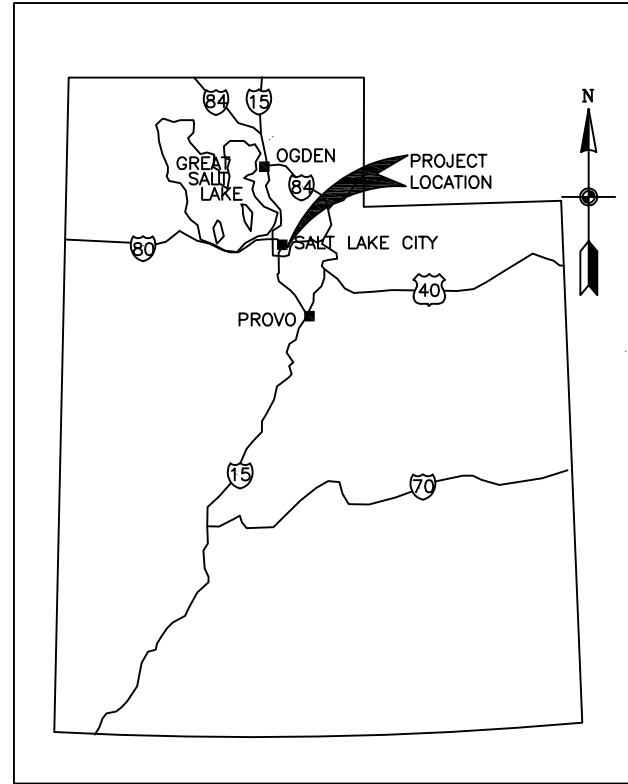 84
15
N
OGDEN
GREAT
SALT
LAKE
84
PROJECT
LOCATION
80
SALT LAKE CITY
40
PROVO
15
70